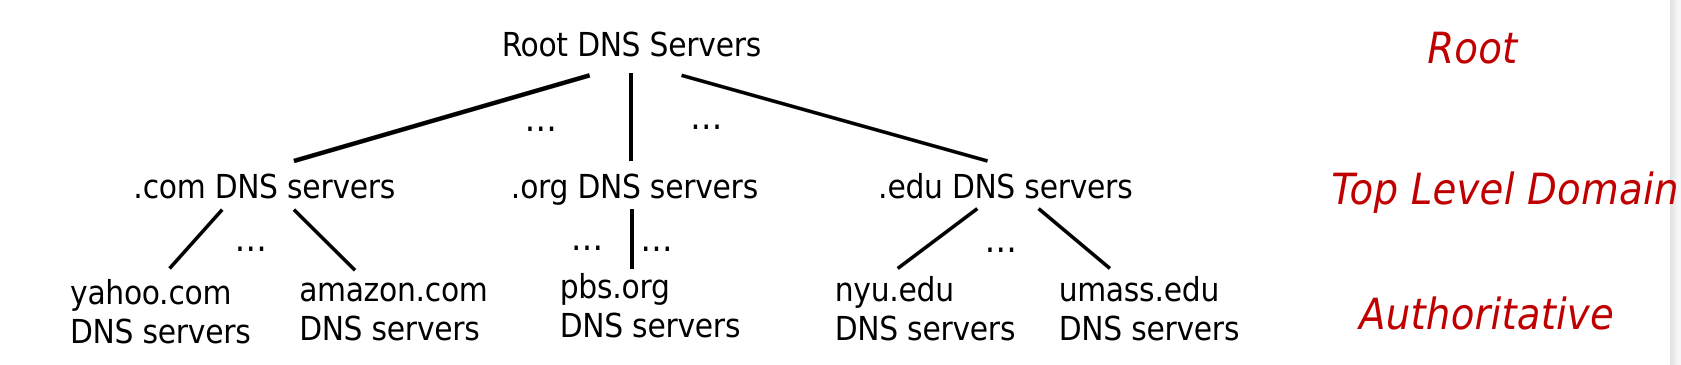 Root DNS Servers
Root
...
...
.com DNS servers
.org DNS servers
.edu DNS servers
Top Level Domain
...
...
...
...
yahoo.com
DNS servers
amazon.com
DNS servers
pbs.org
DNS servers
nyu.edu
DNS servers
umass.edu
DNS servers
Authoritative